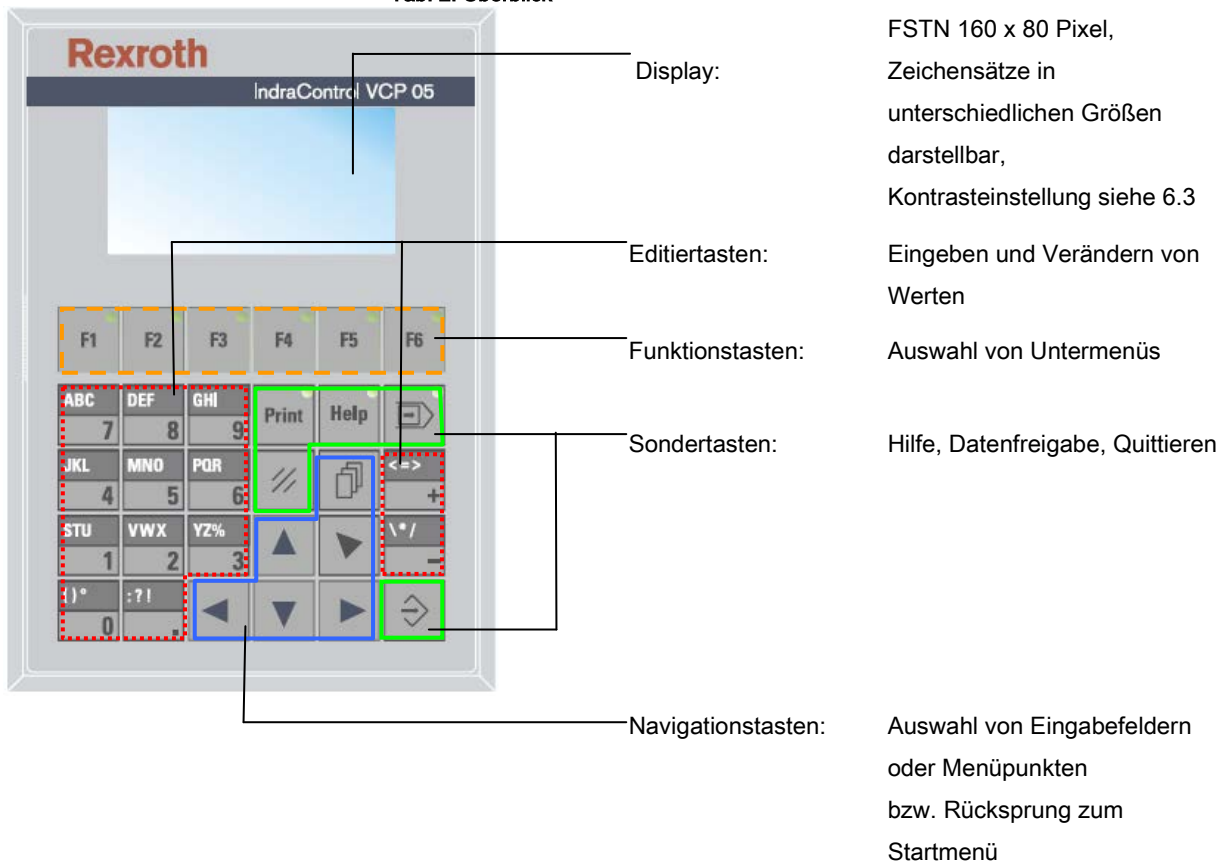 Tab. 2: Überblick
Rexroth
IndraControl VCP 05
Display:
FSTN 160 x 80 Pixel,
Zeichensätze in
unterschiedlichen Größen
darstellbar,
Kontrasteinstellung siehe 6.3
Editiertasten:
Eingeben und Verändern von
Werten
F1 F2 F3 F4 F5 F6
Funktionstasten:
Auswahl von Untermenüs
ABC DEF GHI
7 8 9
Print Help
Sondertasten:
Hilfe, Datenfreigabe, Quittieren
JKL MNO PQR <=>
4 5 6 +
STU VWX YZ% \*/
1 2 3 –
()° :?!
0 .
Navigationstasten:
Auswahl von Eingabefeldern
oder Menüpunkten
bzw. Rücksprung zum
Startmenü